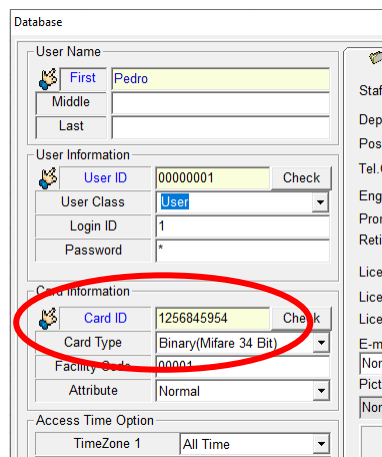 Database
User Name
First Pedro
Middle
Last
User Information
User ID 00000001 Check
User Class User
Login ID 1
Password *
Card Information
Card ID 1256845954 Check
Card Type Binary(Mifare 34 Bit)
Facility Code 00001
Attribute Normal
Access Time Option
TimeZone 1 All Time
Staf
Dep
Pos
Tel.
Eng
Pron
Reti
Lice
Lice
Lice
E-m
Nor
Pict
Non